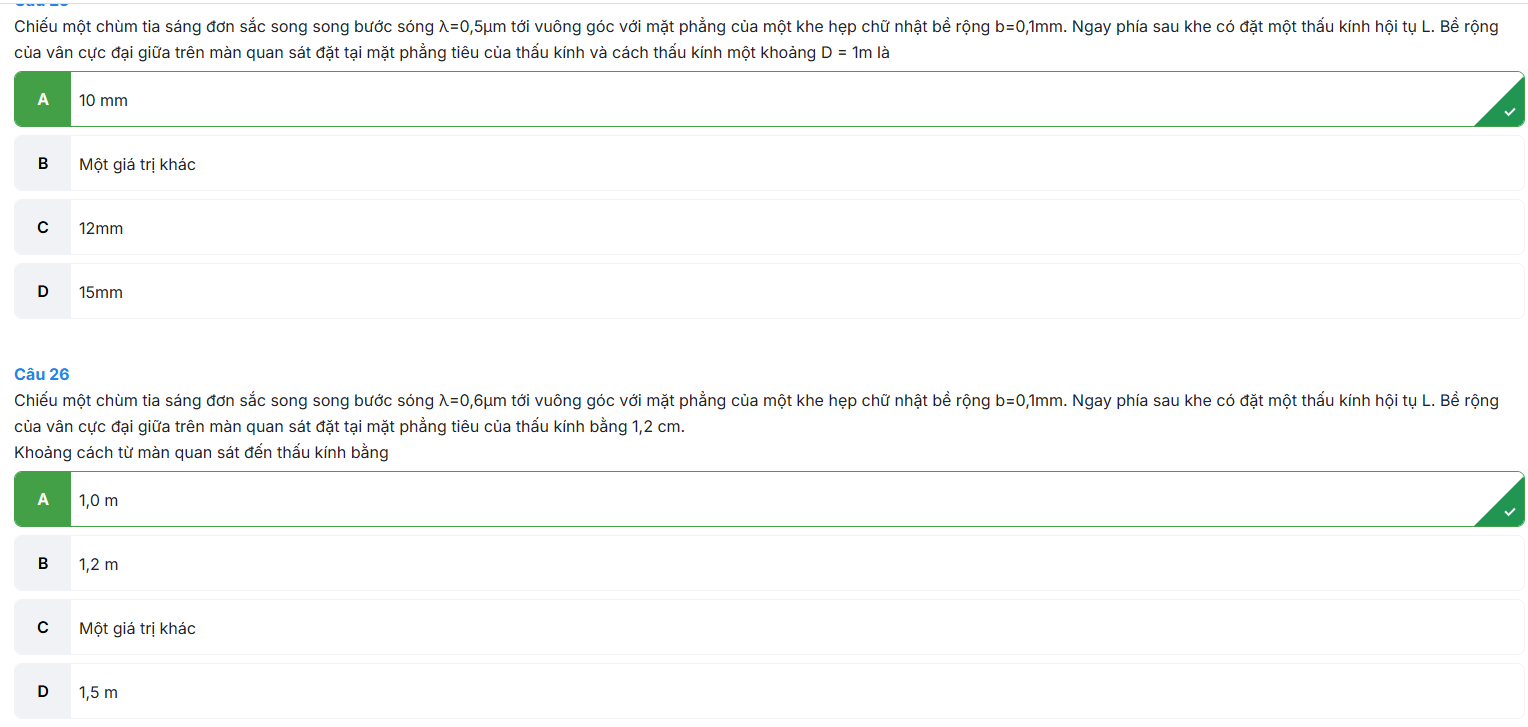 Chiếu một chùm tia sáng đơn sắc song song bước sóng λ=0,5μm tới vuông góc với mặt phẳng của một khe hẹp chữ nhật bề rộng b=0,1mm. Ngay phía sau khe có đặt một thấu kính hội tụ L. Bề rộng
của vân cực đại giữa trên màn quan sát đặt tại mặt phẳng tiêu của thấu kính và cách thấu kính một khoảng D = 1m là
A 10 mm
B Một giá trị khác
C 12mm
D 15mm
Câu 26
Chiếu một chùm tia sáng đơn sắc song song bước sóng λ=0,6μm tới vuông góc với mặt phẳng của một khe hẹp chữ nhật bề rộng b=0,1mm. Ngay phía sau khe có đặt một thấu kính hội tụ L. Bề rộng
của vân cực đại giữa trên màn quan sát đặt tại mặt phẳng tiêu của thấu kính bằng 1,2 cm.
Khoảng cách từ màn quan sát đến thấu kính bằng
A 1,0 m
B 1,2 m
C Một giá trị khác
D 1,5 m